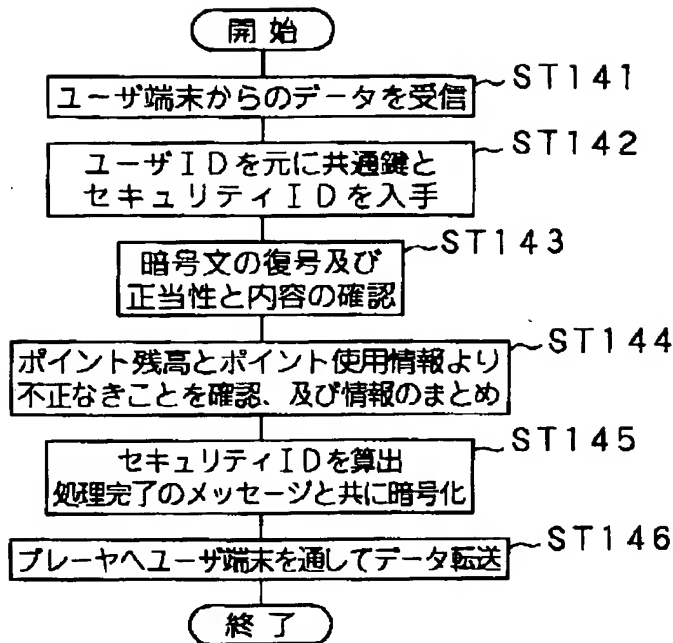 開始
ユーザ端末からのデータを受信
ST141
ユーザIDを元に共通鍵と
セキュリティIDを入手
ST142
暗号文の復号及び
正当性と内容の確認
ST143
ポイント残高とポイント使用情報より
不正なきことを確認、及び情報のまとめ
ST144
セキュリティIDを算出
処理完了のメッセージと共に暗号化
ST145
プレーヤへユーザ端末を通してデータ転送
ST146
終了